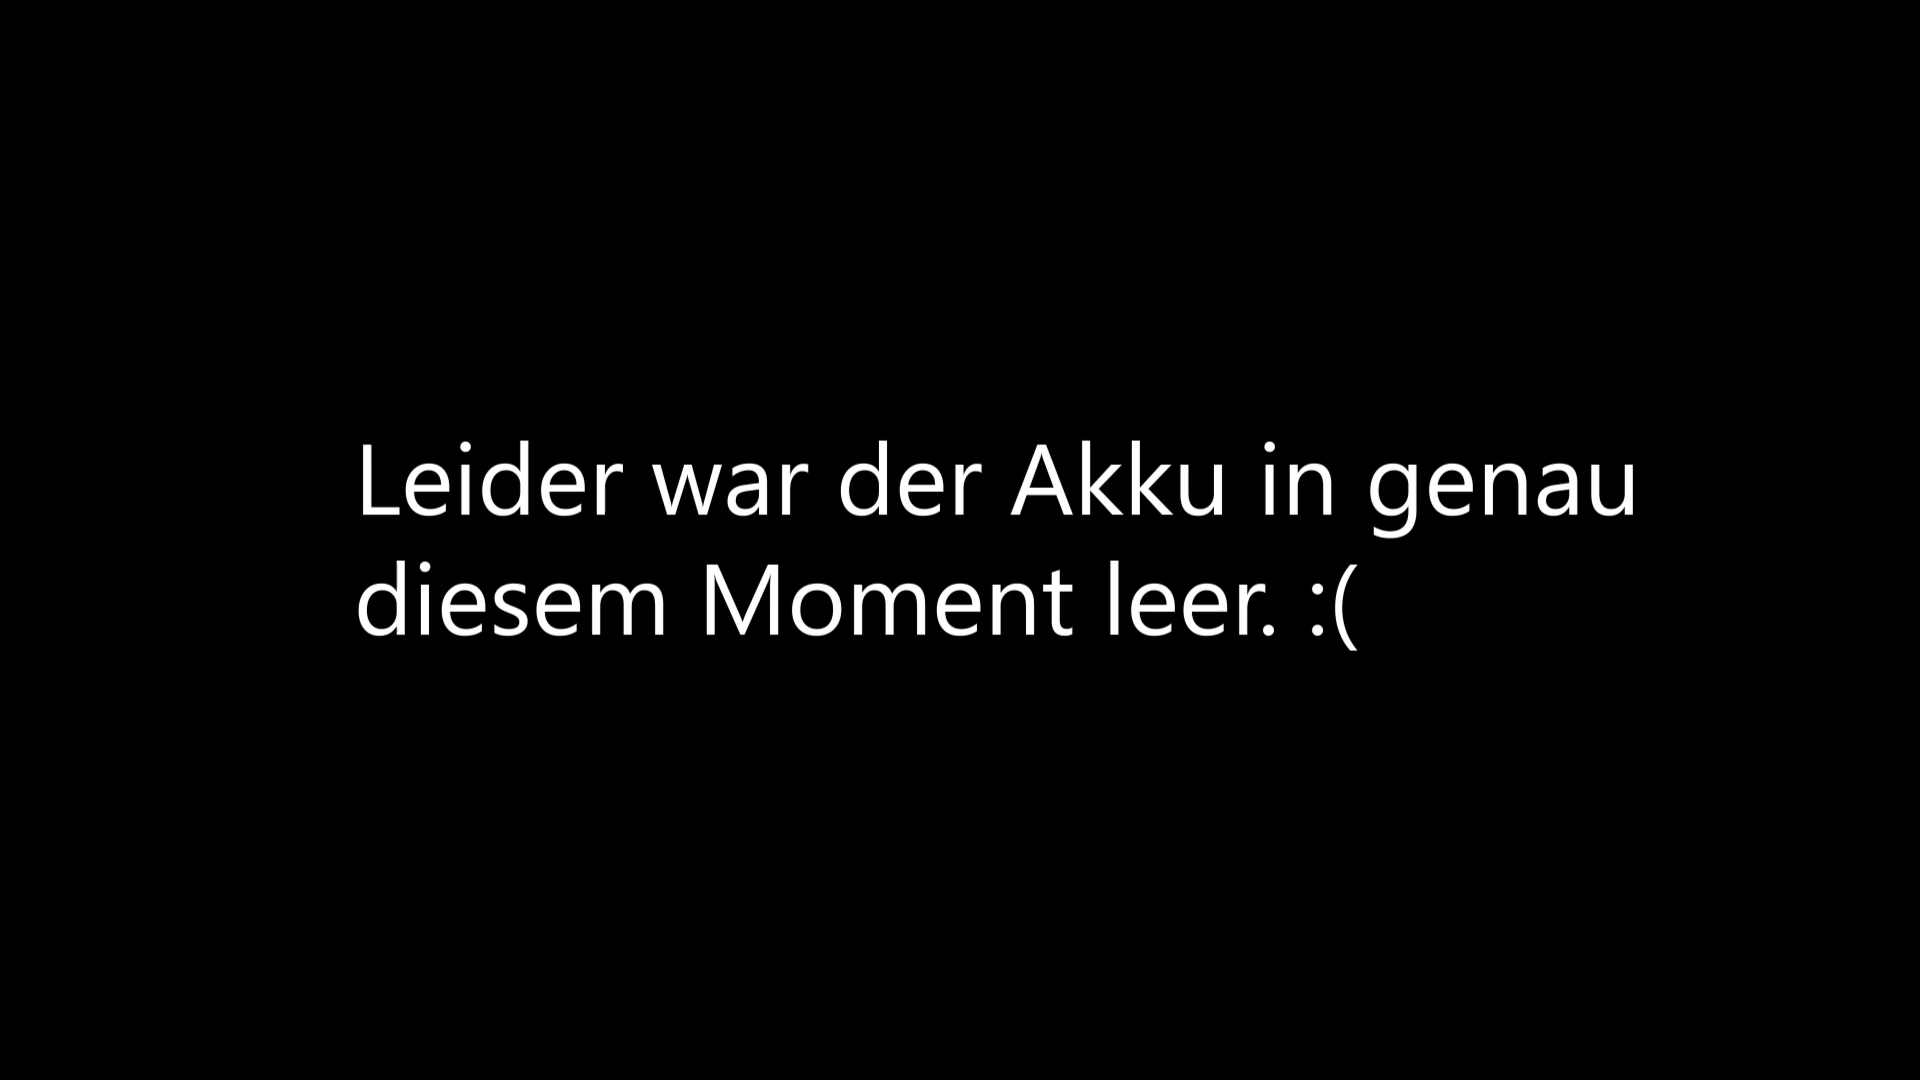 Leider war der Akku in genau
diesem Moment leer. :(